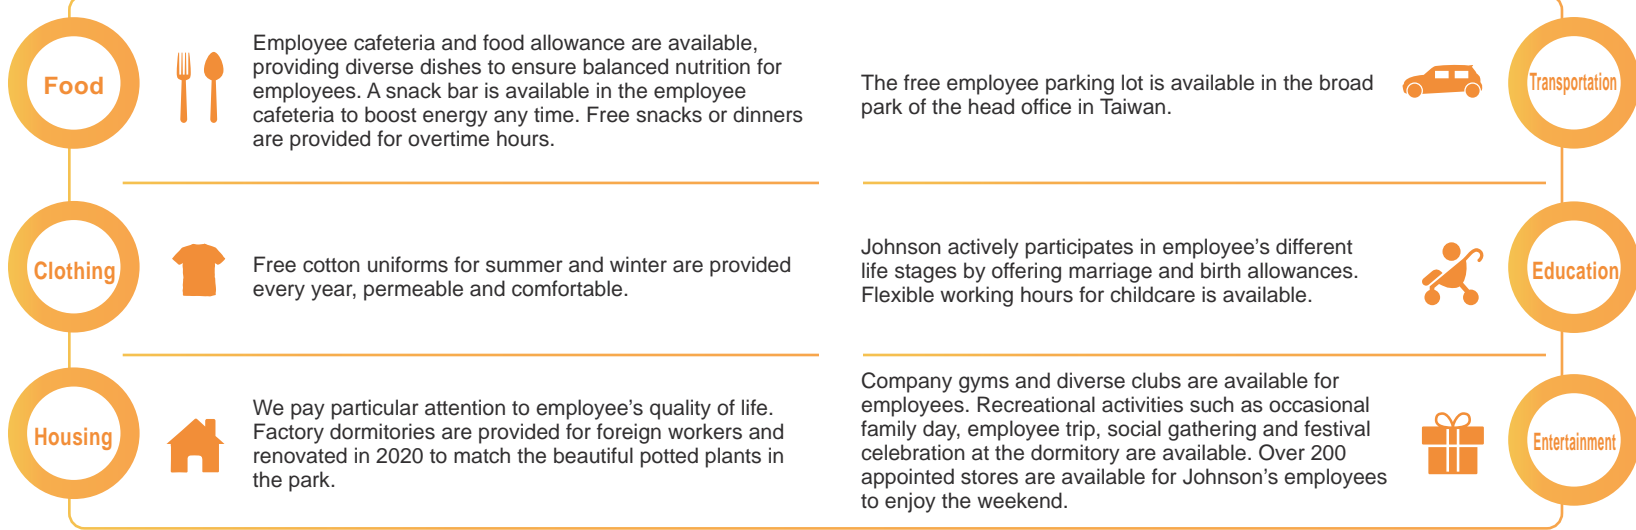 Food
Employee cafeteria and food allowance are available,
providing diverse dishes to ensure balanced nutrition for
employees. A snack bar is available in the employee
cafeteria to boost energy any time. Free snacks or dinners
are provided for overtime hours.
The free employee parking lot is available in the broad
park of the head office in Taiwan.
Transportation
Clothing
Free cotton uniforms for summer and winter are provided
every year, permeable and comfortable.
Johnson actively participates in employee’s different
life stages by offering marriage and birth allowances.
Flexible working hours for childcare is available.
Education
Housing
We pay particular attention to employee’s quality of life.
Factory dormitories are provided for foreign workers and
renovated in 2020 to match the beautiful potted plants in
the park.
Company gyms and diverse clubs are available for
employees. Recreational activities such as occasional
family day, employee trip, social gathering and festival
celebration at the dormitory are available. Over 200
appointed stores are available for Johnson’s employees
to enjoy the weekend.
Entertainment